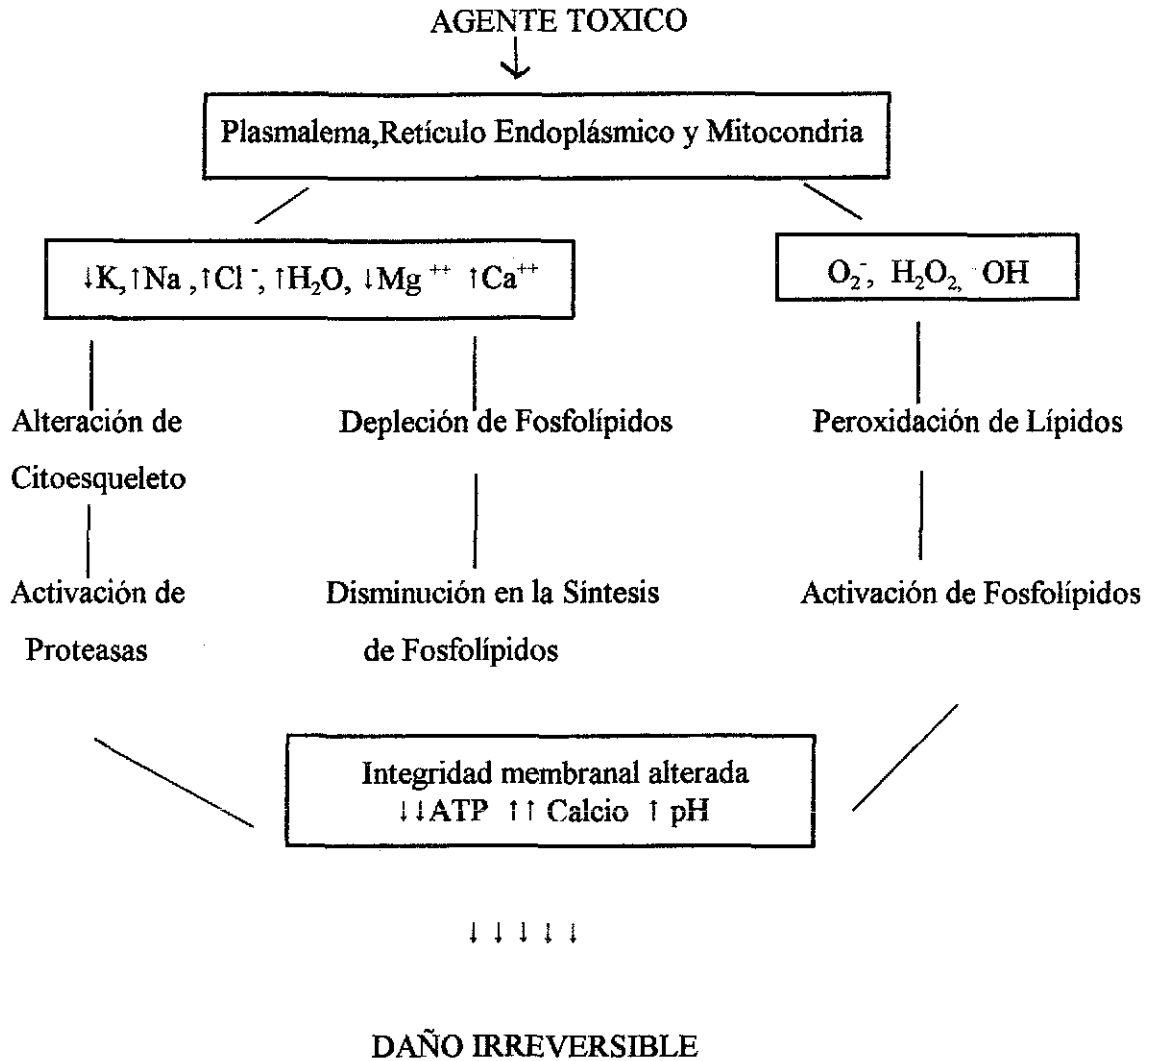 AGENTE TOXICO
Plasmalema,Retículo Endoplásmico y Mitocondria
↓K,↑Na ,↑Cl⁻, ↑H₂O, ↓Mg⁺⁺ ↑Ca⁺⁺
O₂⁻, H₂O₂, OH
Alteración de
Citoesqueleto
Depleción de Fosfolípidos
Peroxidación de Lípidos
Activación de
Proteasas
Disminución en la Síntesis
de Fosfolípidos
Activación de Fosfolípidos
Integridad membranal alterada
↓↓ATP ↑↑ Calcio ↑ pH
↓ ↓ ↓ ↓ ↓
DAÑO IRREVERSIBLE